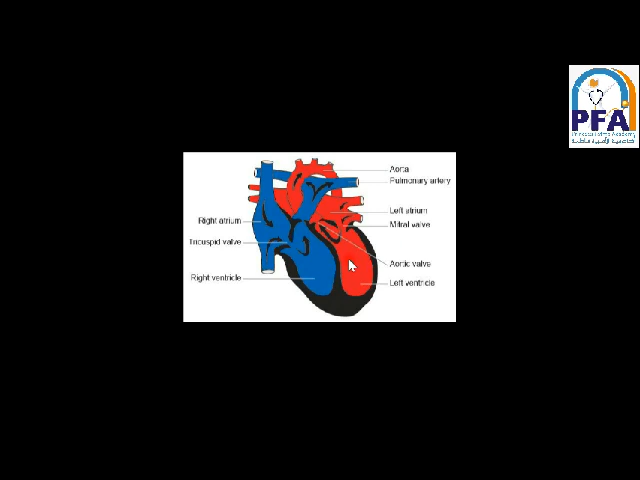 PFA
Aorta
Pulmonary artery
Left atrium
Right atrium
Mitral valve
Tricuspid valve
Aortic valve
Right ventricle
Left ventricle